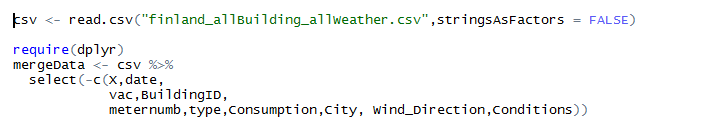 csv <- read.csv("finland_allBuilding_allWeather.csv",stringsAsFactors = FALSE)
require(dplyr)
mergeData <- csv %>%
select(-c(X,date,
vac,BuildingID,
meternumb,type,Consumption,City, Wind_Direction,Conditions))